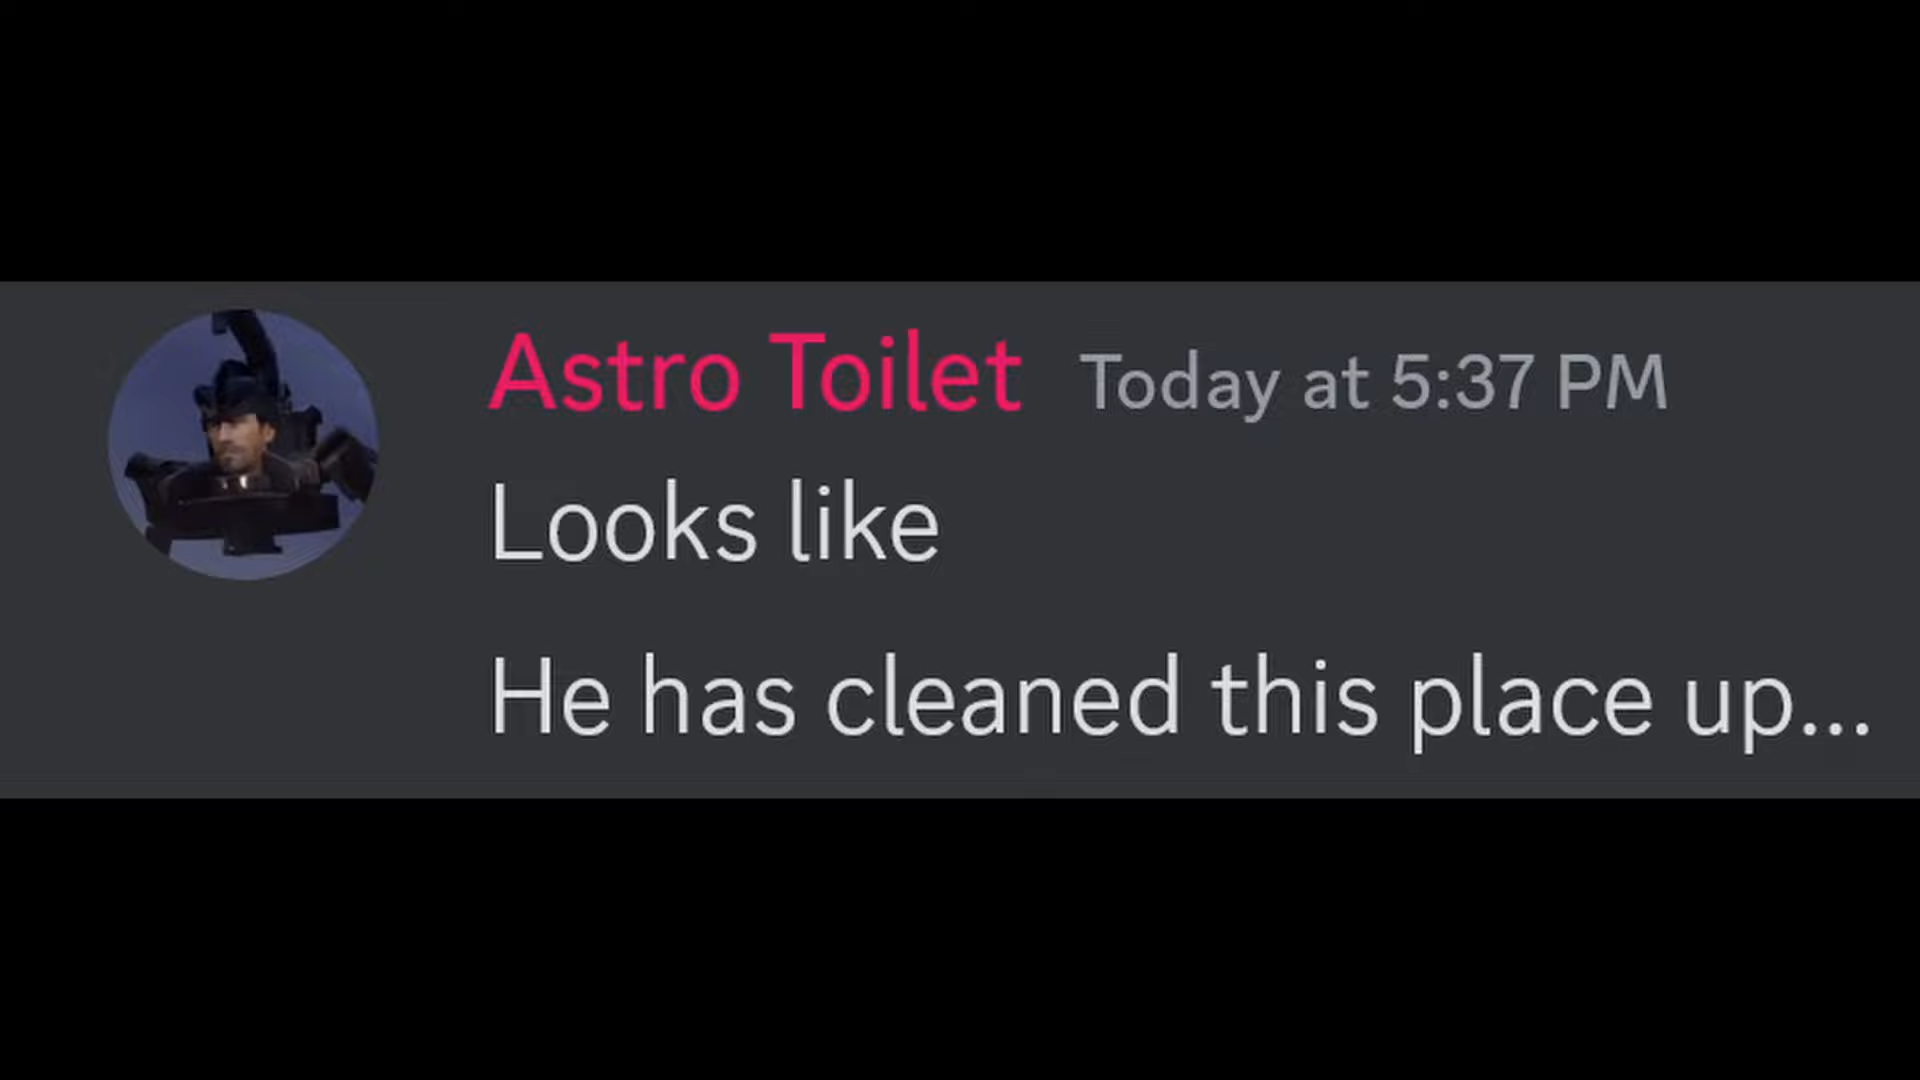 Astro Toilet Today at 5:37 PM
Looks like
He has cleaned this place up...